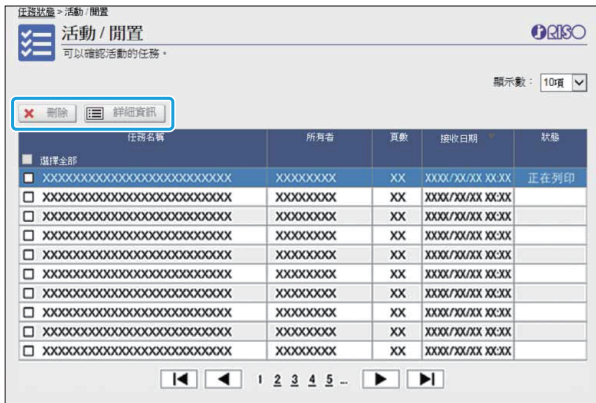 任務狀態 > 活動 / 閒置
活動 / 閒置
RISO
可以確認活動的任務。
顯示數： 10項
刪除 詳細資訊
任務名稱 所有者 頁數 接收日期 狀態
選擇全部
XXXXXXXXXXXXXXXXXXXXXXXXX XXXXXXXX XX XXXX/XX/XX XX:XX 正在列印
XXXXXXXXXXXXXXXXXXXXXXXXX XXXXXXXX XX XXXX/XX/XX XX:XX
XXXXXXXXXXXXXXXXXXXXXXXXX XXXXXXXX XX XXXX/XX/XX XX:XX
XXXXXXXXXXXXXXXXXXXXXXXXX XXXXXXXX XX XXXX/XX/XX XX:XX
XXXXXXXXXXXXXXXXXXXXXXXXX XXXXXXXX XX XXXX/XX/XX XX:XX
XXXXXXXXXXXXXXXXXXXXXXXXX XXXXXXXX XX XXXX/XX/XX XX:XX
XXXXXXXXXXXXXXXXXXXXXXXXX XXXXXXXX XX XXXX/XX/XX XX:XX
XXXXXXXXXXXXXXXXXXXXXXXXX XXXXXXXX XX XXXX/XX/XX XX:XX
XXXXXXXXXXXXXXXXXXXXXXXXX XXXXXXXX XX XXXX/XX/XX XX:XX
XXXXXXXXXXXXXXXXXXXXXXXXX XXXXXXXX XX XXXX/XX/XX XX:XX
1 2 3 4 5 ...